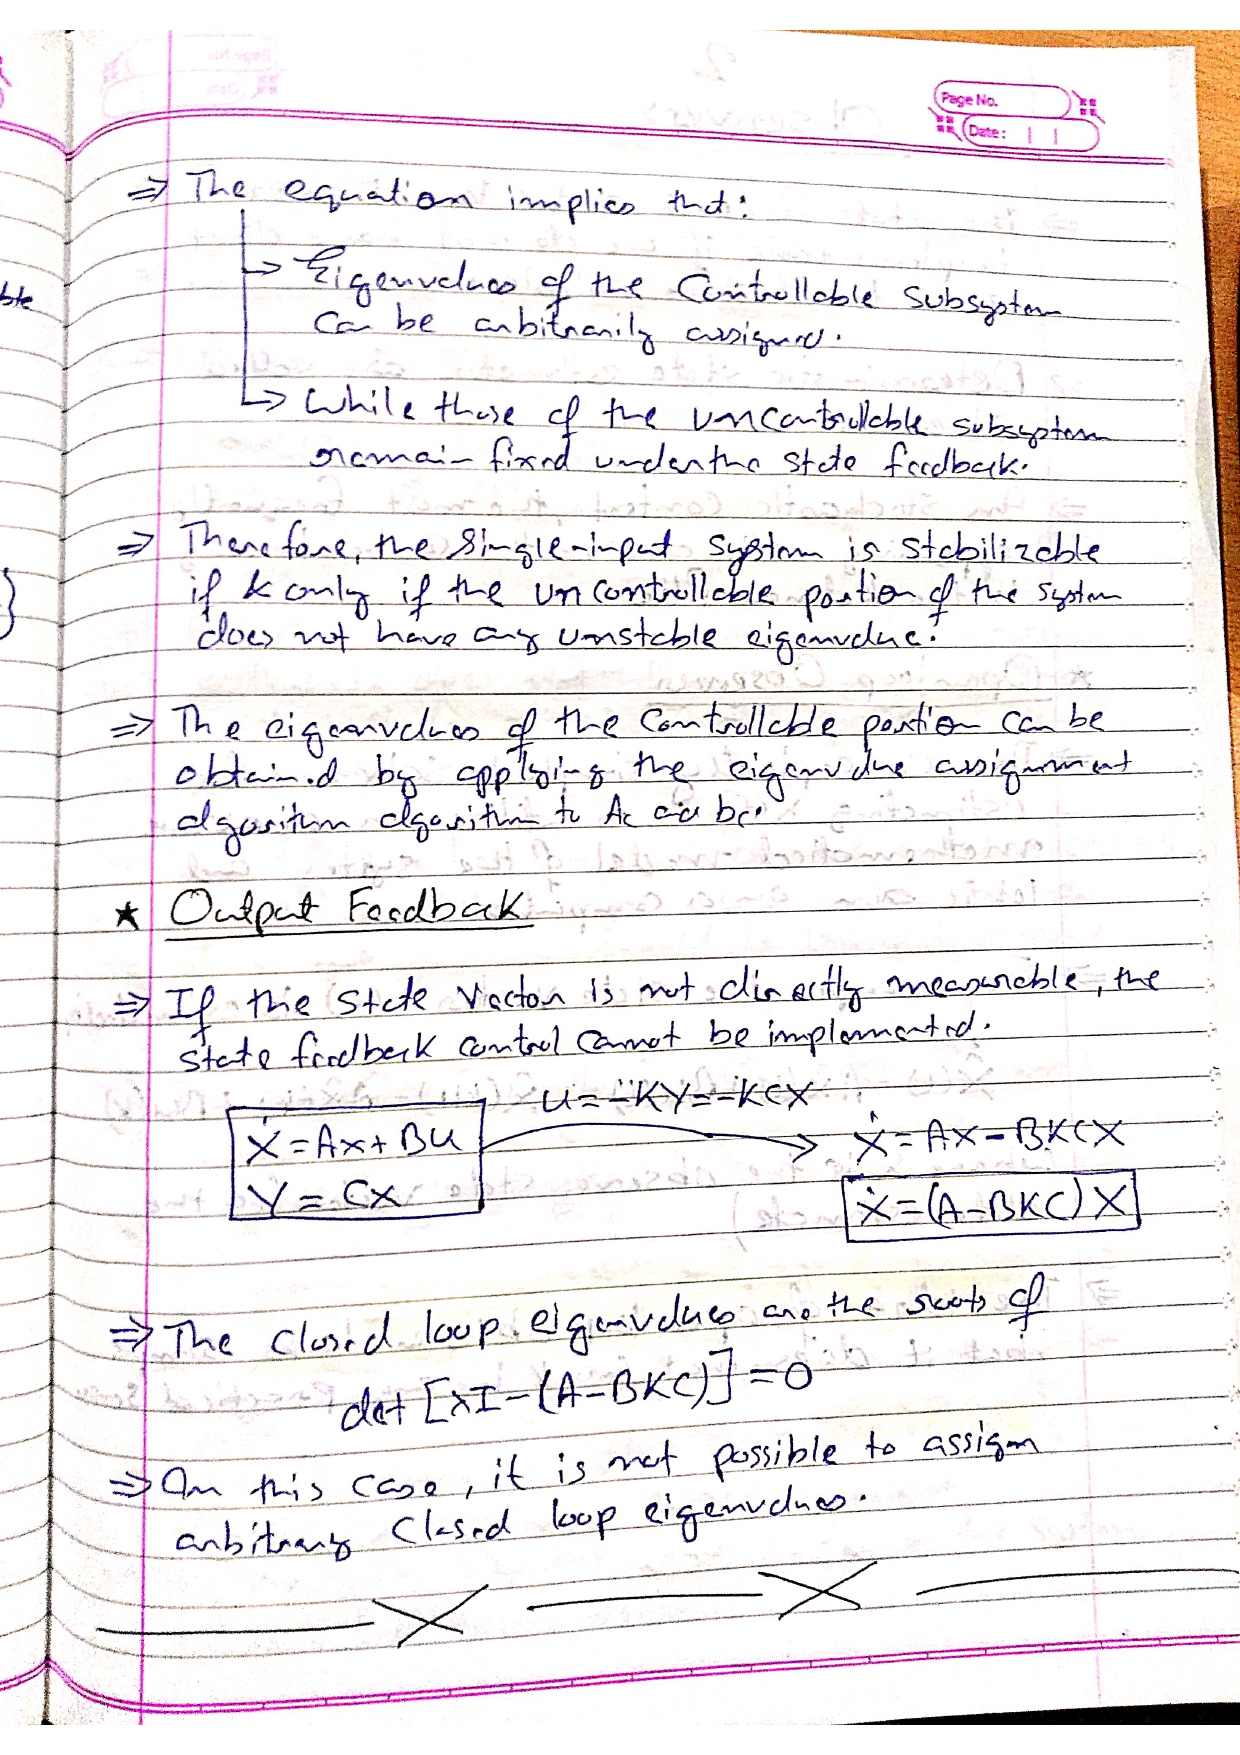 Page No.
Date:
⇒ The equation implies that:
→ Eigenvalues of the Controllable Subsystem
can be arbitrarily assigned.
→ while those of the uncontrollable subsystem
remain fixed under the state feedback.
⇒ Therefore, the single-input system is stabilizable
if & only if the uncontrollable portion of the system
does not have any unstable eigenvalue.
⇒ The eigenvalues of the controllable portion can be
obtained by applying the eigenvalue assignment
algorithm algorithm to Ac and bc.
★ Output Feedback
⇒ If the state vector is not directly measurable, the
state feedback control cannot be implemented.
U = -KY = -KCX
Ẋ = AX + BU
Y = CX
Ẋ = AX - BKCX
Ẋ = (A-BKC)X
⇒ The closed loop eigenvalues are the roots of
det [λI - (A-BKC)] = 0
⇒ In this case, it is not possible to assign
arbitrary closed loop eigenvalues.
ble
}